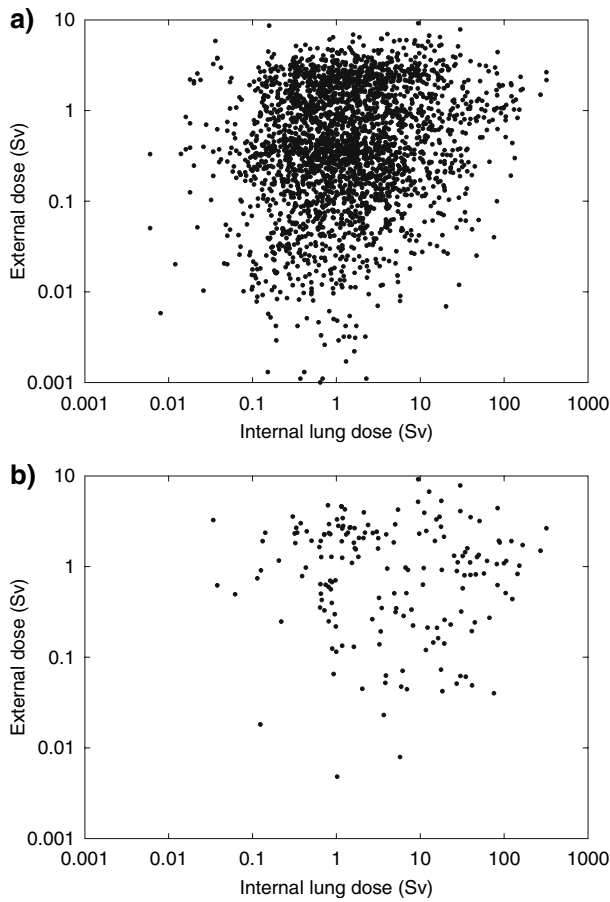 a)
10
1
0.1
0.01
0.001
External dose (Sv)
0.001 0.01 0.1 1 10 100 1000
Internal lung dose (Sv)
b)
10
1
0.1
0.01
0.001
External dose (Sv)
0.001 0.01 0.1 1 10 100 1000
Internal lung dose (Sv)